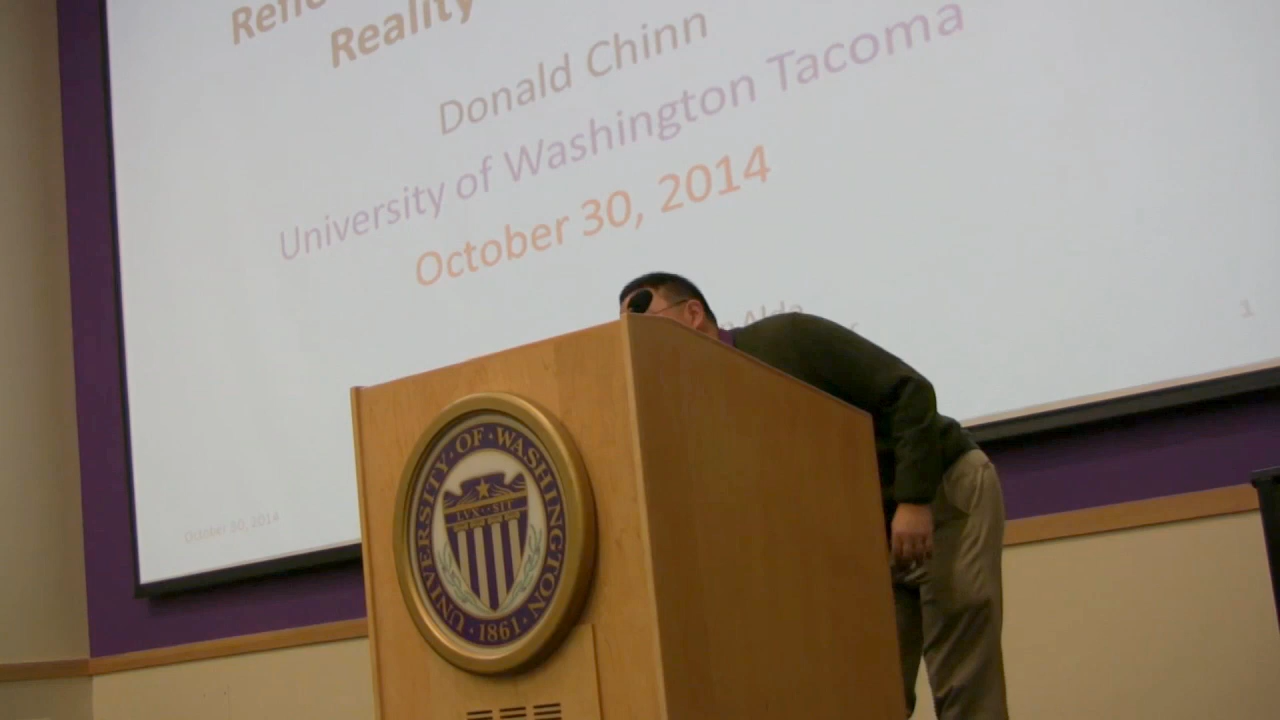 Reality
Donald Chinn
University of Washington Tacoma
October 30, 2014
Alda
1
October 30, 2014
UNIVERSITY · OF · WASHINGTON
LVX · SIT
· 1861 ·